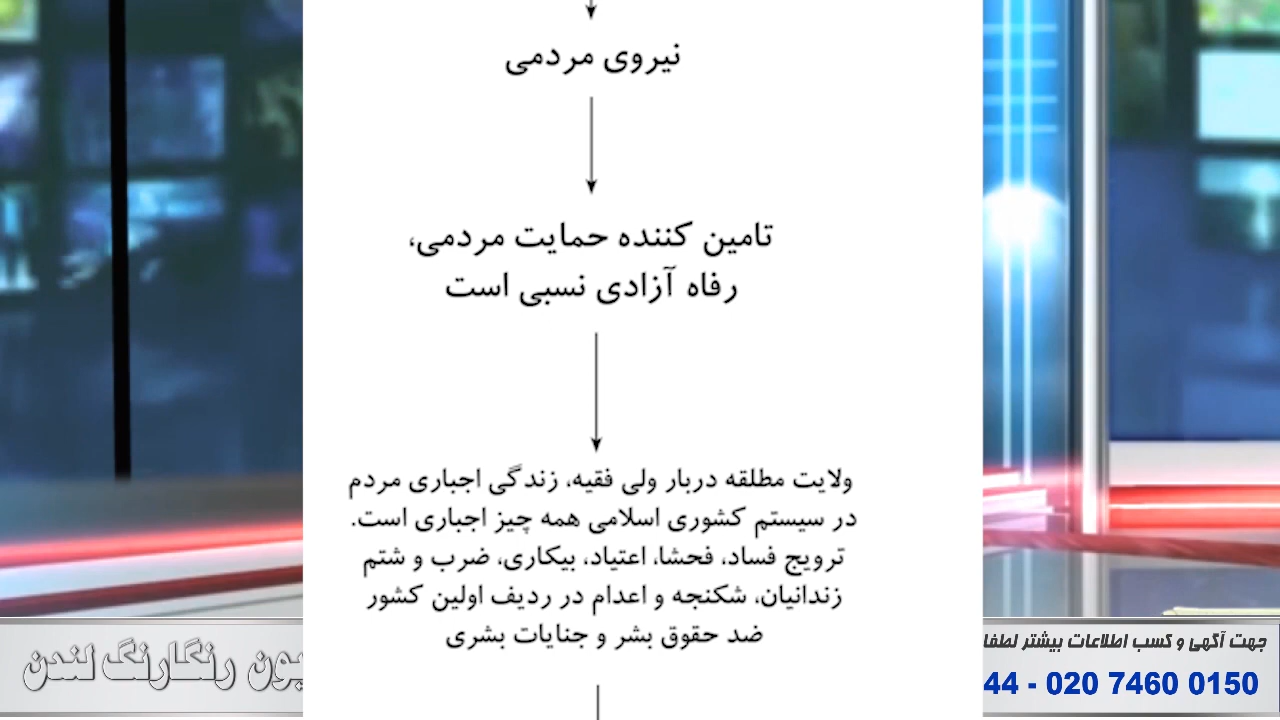 نیروی مردمی
تامین کننده حمایت مردمی،
رفاه آزادی نسبی است
ولایت مطلقه دربار ولی فقیه، زندگی اجباری مردم
در سیستم کشوری اسلامی همه چیز اجباری است.
ترویج فساد، فحشا، اعتیاد، بیکاری، ضرب و شتم
زندانیان، شکنجه و اعدام در ردیف اولین کشور
ضد حقوق بشر و جنایات بشری
جهت آگهی و کسب اطلاعات بیشتر لطفا
یون رنگارنگ لندن
44 - 020 7460 0150